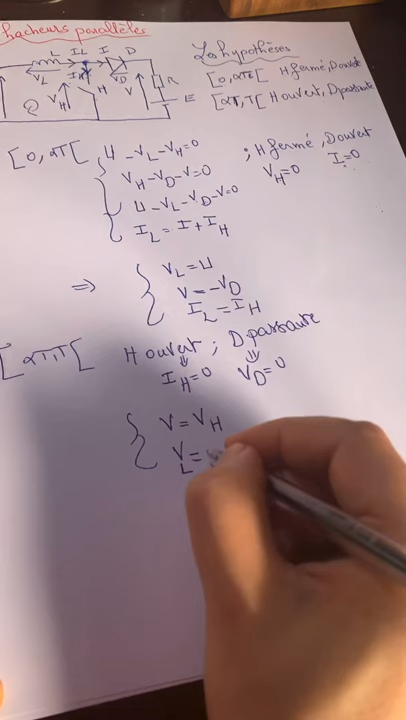 hacheurs parallèles
L IL I D
VL IH VD R
VH H V E
Les hypothèses
[0, αT[ H fermé, D ouvert
[αT, T[ H ouvert, D passante
[0, αT[ U - VL - VH = 0 ; H fermé, D ouvert
VH - VD - V = 0 VH = 0 I = 0
U - VL - VD - V = 0
IL = I + IH
⇒ VL = U
V = -VD
IL = IH
[αT, T[ H ouvert ; D passante
IH = 0 VD = 0
V = VH
VL =